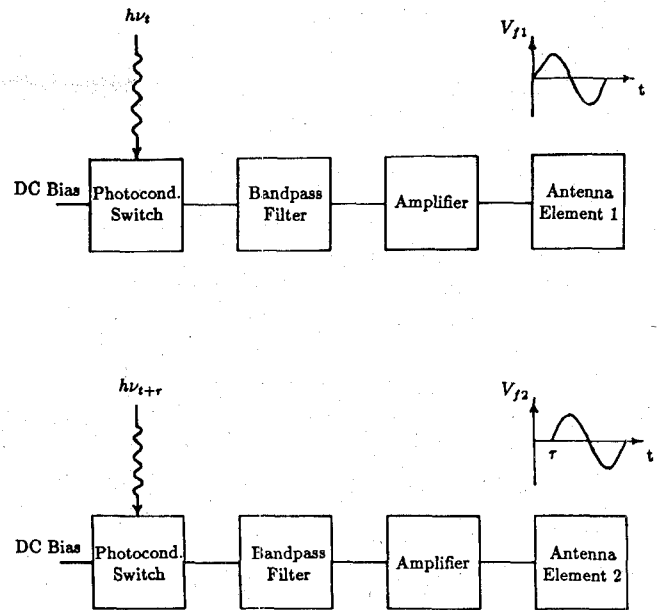 hν_t
V_f1
t
DC Bias
Photocond.
Switch
Bandpass
Filter
Amplifier
Antenna
Element 1
hν_t+τ
V_f2
τ
t
DC Bias
Photocond.
Switch
Bandpass
Filter
Amplifier
Antenna
Element 2